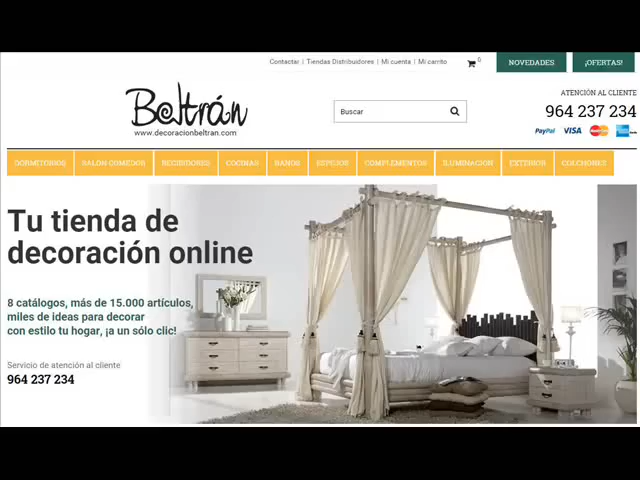 Contactar | Tiendas Distribuidores | Mi cuenta | Mi carrito
0
NOVEDADES
¡OFERTAS!
Beltrán
www.decoracionbeltran.com
Buscar
ATENCIÓN AL CLIENTE
964 237 234
PayPal VISA MasterCard
DORMITORIOS SALÓN COMEDOR RECIBIDORES COCINAS BAÑOS ESPEJOS COMPLEMENTOS ILUMINACIÓN EXTERIOR COLCHONES
Tu tienda de
decoración online
8 catálogos, más de 15.000 artículos,
miles de ideas para decorar
con estilo tu hogar, ¡a un sólo clic!
Servicio de atención al cliente
964 237 234